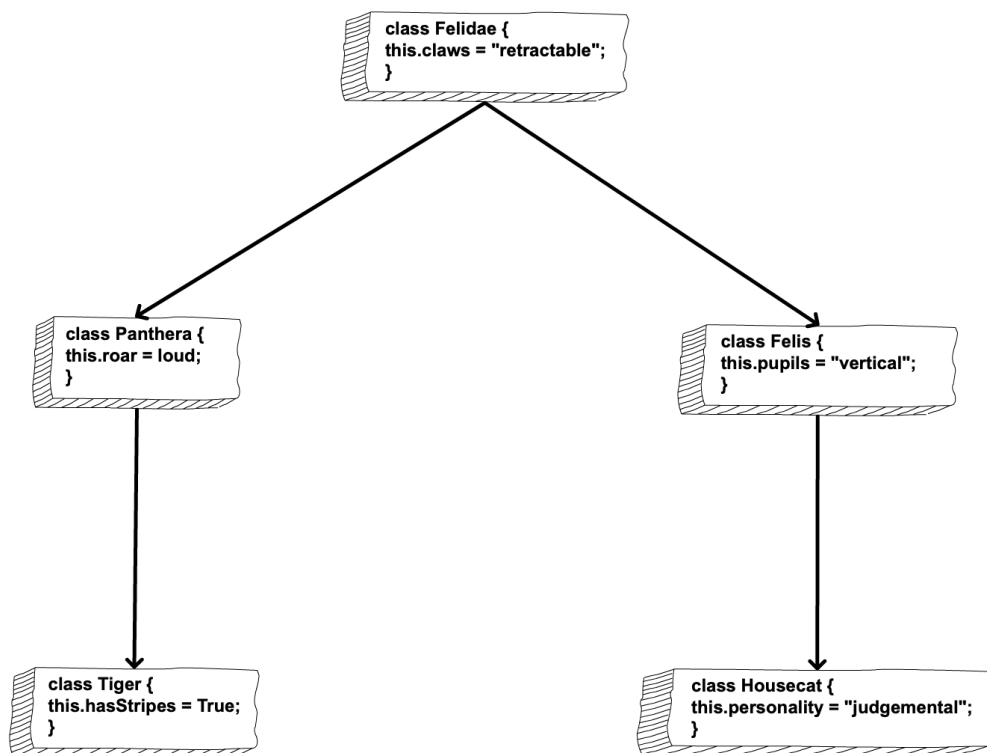 class Felidae {
this.claws = "retractable";
}
class Panthera {
this.roar = loud;
}
class Felis {
this.pupils = "vertical";
}
class Tiger {
this.hasStripes = True;
}
class Housecat {
this.personality = "judgemental";
}